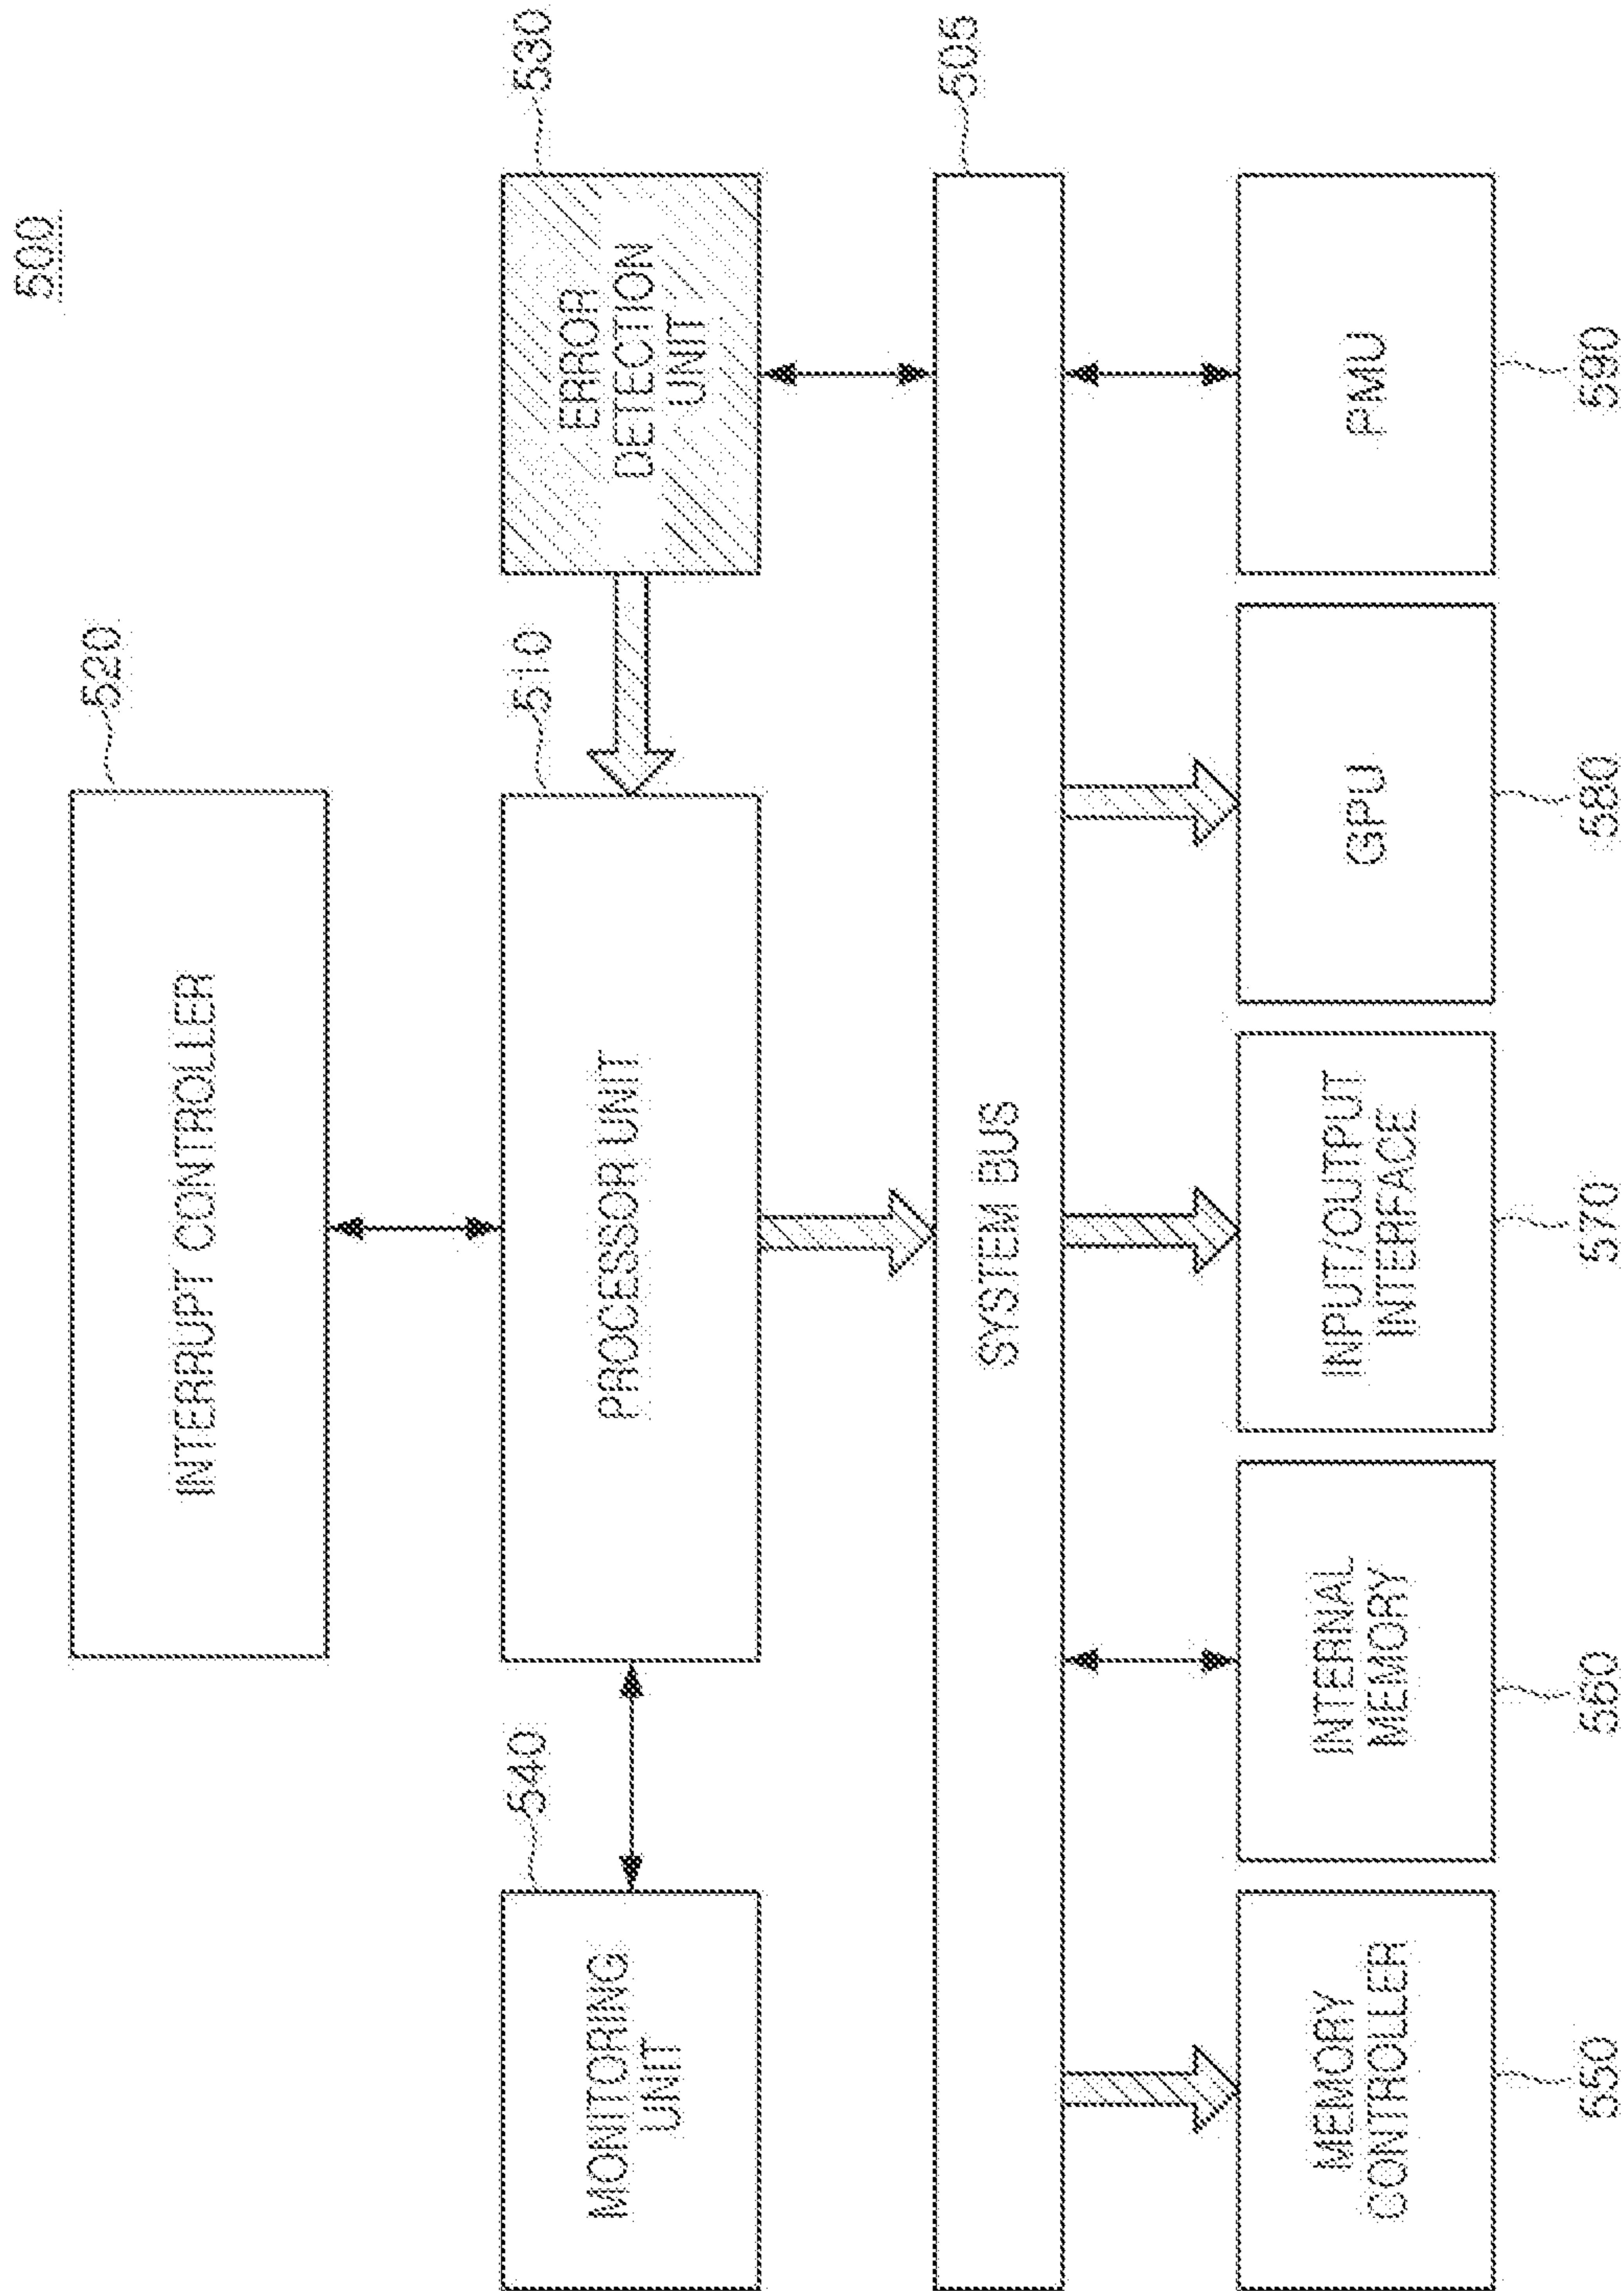 500
520
INTERRUPT CONTROLLER
540
510
530
MONITORING
UNIT
PROCESSOR UNIT
ERROR
DETECTION
UNIT
505
SYSTEM BUS
MEMORY
CONTROLLER
INTERNAL
MEMORY
INPUT/OUTPUT
INTERFACE
GPU
PMU
550
560
570
580
590